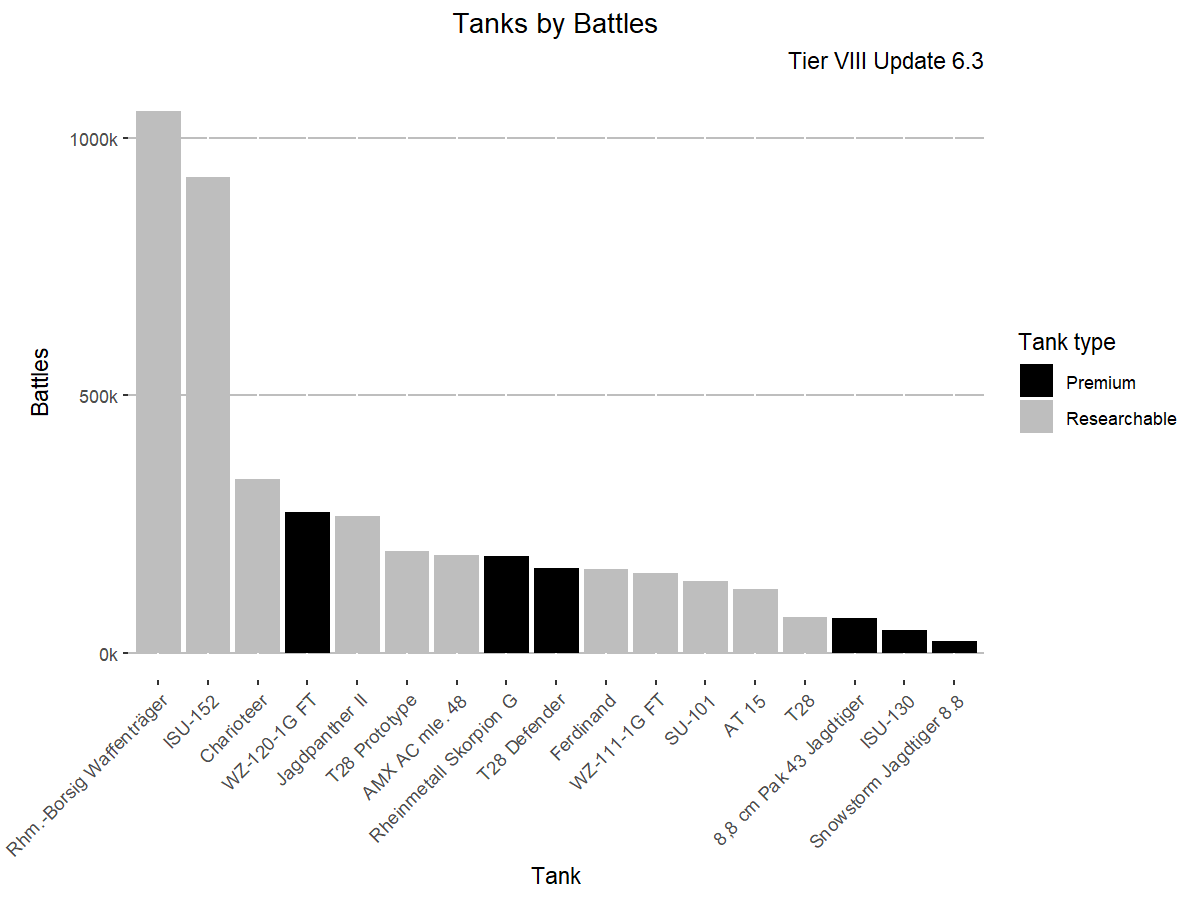 Tanks by Battles
Tier VIII Update 6.3
Battles
1000k
500k
0k
Rhm.-Borsig Waffenträger
ISU-152
Charioteer
WZ-120-1G FT
Jagdpanther II
T28 Prototype
AMX AC mle. 48
Rheinmetall Skorpion G
T28 Defender
Ferdinand
WZ-111-1G FT
SU-101
AT 15
T28
8,8 cm Pak 43 Jagdtiger
ISU-130
Snowstorm Jagdtiger 8.8
Tank
Tank type
Premium
Researchable